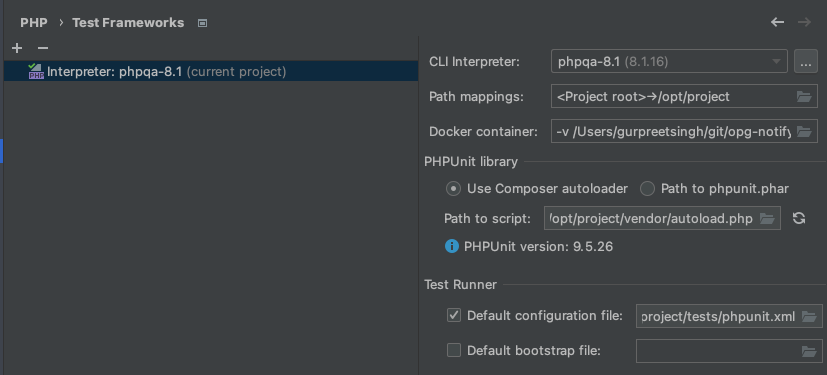 PHP › Test Frameworks
Interpreter: phpqa-8.1 (current project)
PHP
CLI Interpreter: phpqa-8.1 (8.1.16) ...
Path mappings: <Project root>→/opt/project
Docker container: -v /Users/gurpreetsingh/git/opg-notify
PHPUnit library
Use Composer autoloader Path to phpunit.phar
Path to script: /opt/project/vendor/autoload.php
PHPUnit version: 9.5.26
Test Runner
Default configuration file: project/tests/phpunit.xml
Default bootstrap file: